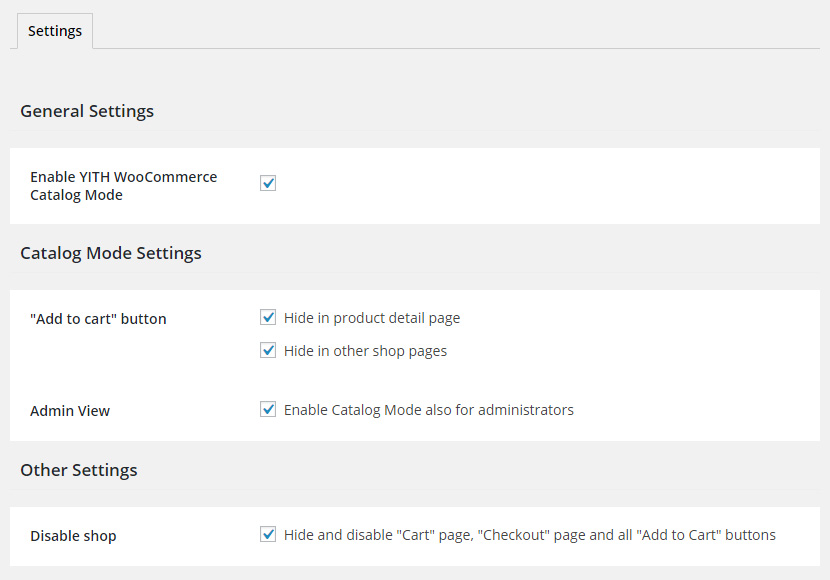 Settings
General Settings
Enable YITH WooCommerce
Catalog Mode
Catalog Mode Settings
"Add to cart" button
Hide in product detail page
Hide in other shop pages
Admin View
Enable Catalog Mode also for administrators
Other Settings
Disable shop
Hide and disable "Cart" page, "Checkout" page and all "Add to Cart" buttons